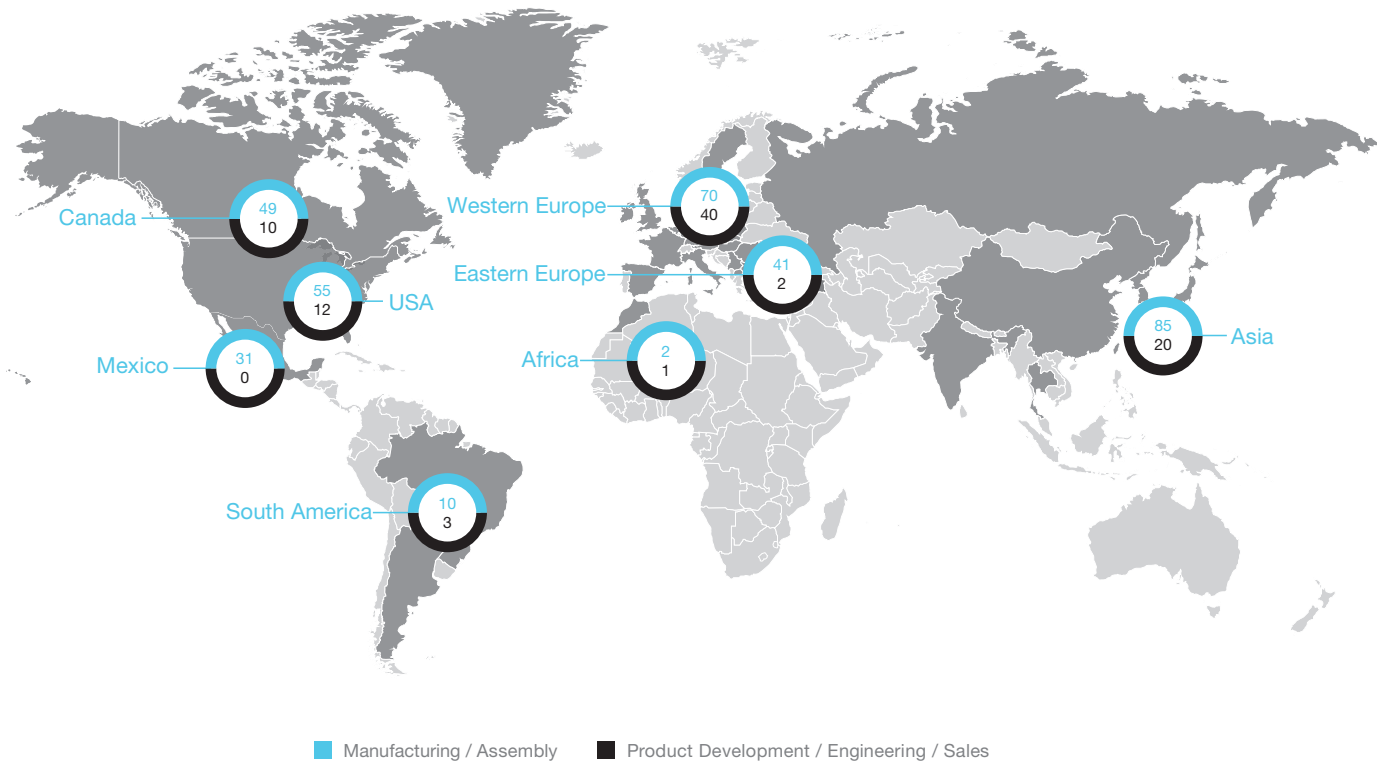 Canada
49
10
Western Europe
70
40
Eastern Europe
41
2
55
12
USA
Mexico
31
0
Africa
2
1
85
20
Asia
South America
10
3
Manufacturing / Assembly
Product Development / Engineering / Sales